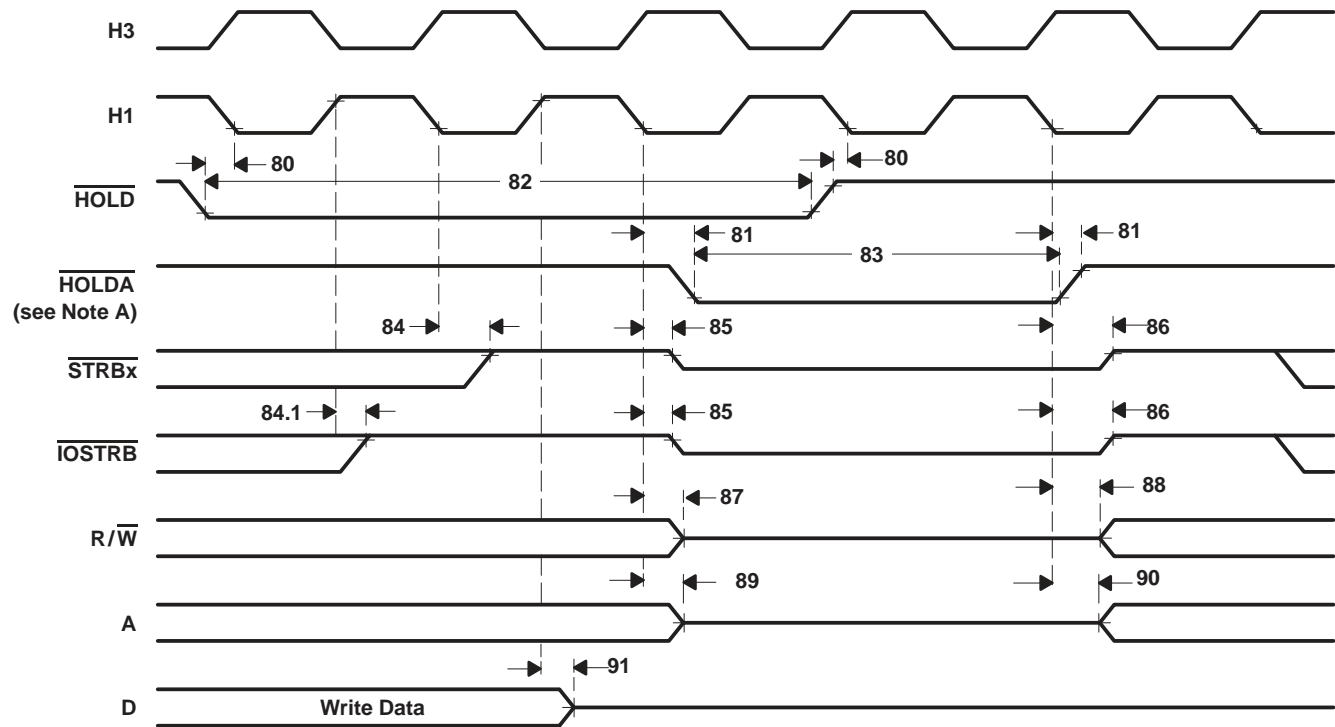 H3
H1
80
80
HOLD
82
81
81
HOLDA
(see Note A)
83
84
85
86
STRBx
84.1
85
86
IOSTRB
87
88
R/W
89
90
A
91
D
Write Data